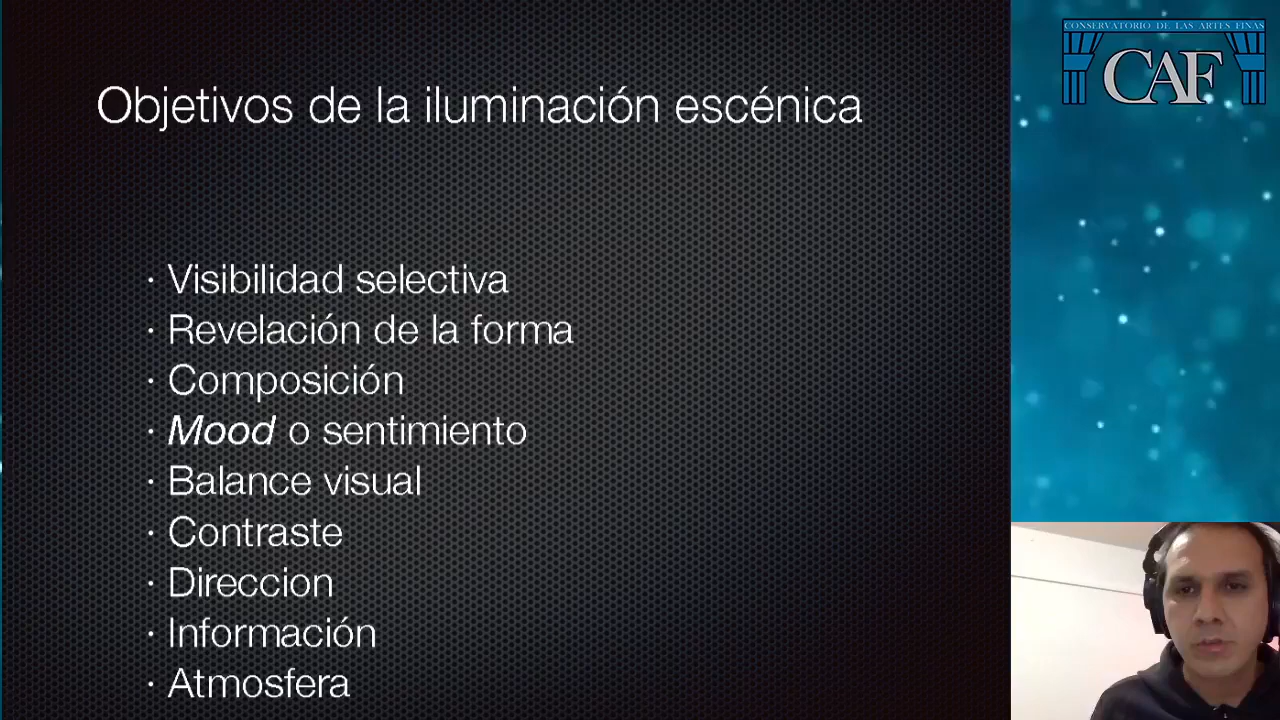 CONSERVATORIO DE LAS ARTES FINAS
CAF
Objetivos de la iluminación escénica
· Visibilidad selectiva
· Revelación de la forma
· Composición
· Mood o sentimiento
· Balance visual
· Contraste
· Direccion
· Información
· Atmosfera